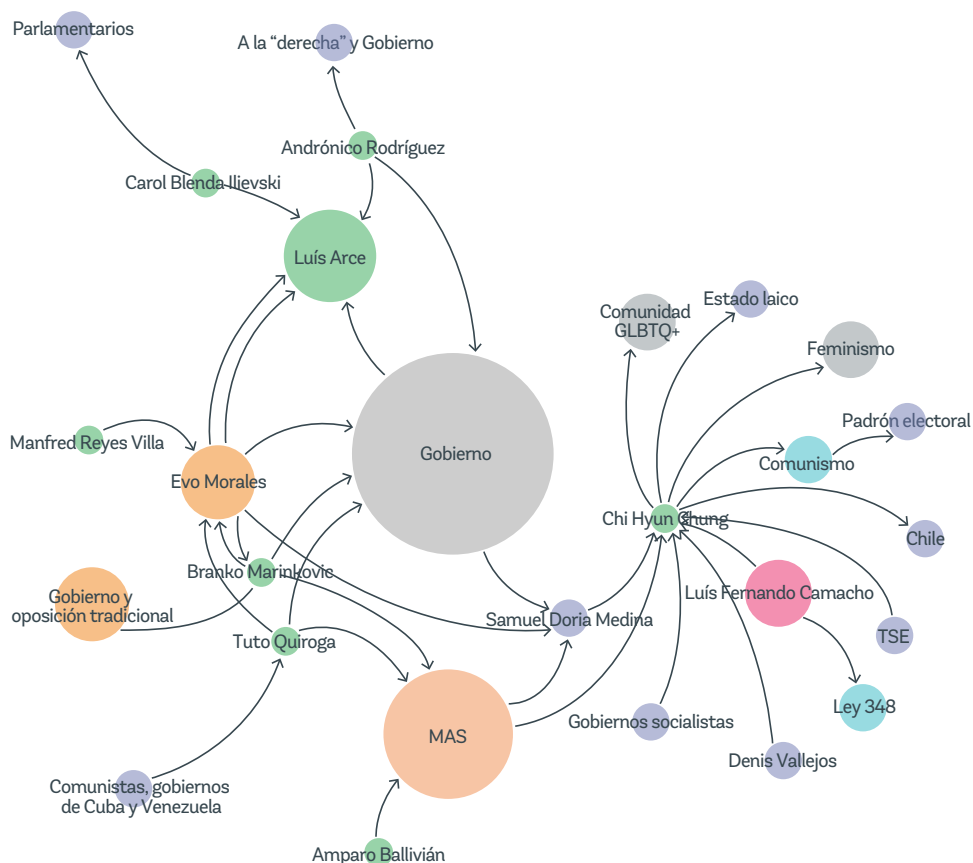 Parlamentarios
A la “derecha” y Gobierno
Andrónico Rodríguez
Carol Blenda Ilievski
Luís Arce
Estado laico
Comunidad
GLBTQ+
Feminismo
Padrón electoral
Manfred Reyes Villa
Gobierno
Comunismo
Evo Morales
Chi Hyun Chung
Chile
Branko Marinkovic
Gobierno y
oposición tradicional
Luís Fernando Camacho
Samuel Doria Medina
Tuto Quiroga
TSE
Ley 348
Gobiernos socialistas
MAS
Denis Vallejos
Comunistas, gobiernos
de Cuba y Venezuela
Amparo Ballivián